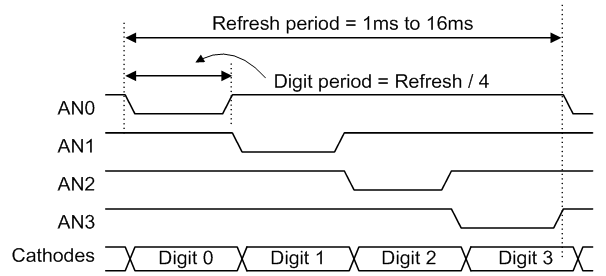 Refresh period = 1ms to 16ms
Digit period = Refresh / 4
AN0
AN1
AN2
AN3
Cathodes Digit 0 Digit 1 Digit 2 Digit 3